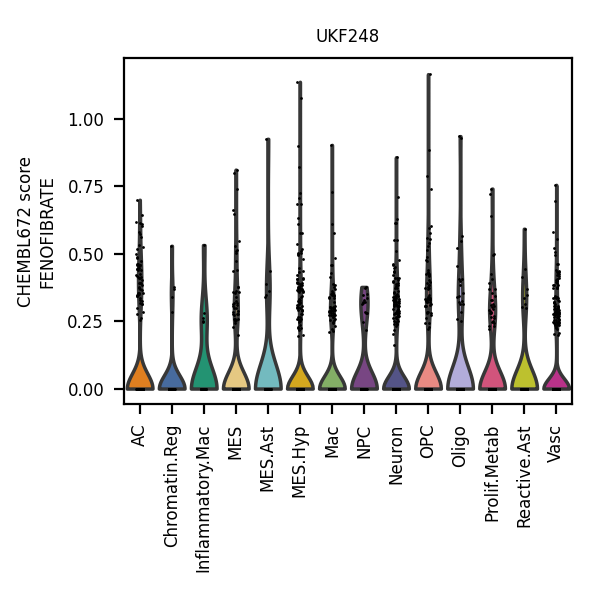 UKF248
CHEMBL672 score
FENOFIBRATE
1.00
0.75
0.50
0.25
0.00
AC
Chromatin.Reg
Inflammatory.Mac
MES
MES.Ast
MES.Hyp
Mac
NPC
Neuron
OPC
Oligo
Prolif.Metab
Reactive.Ast
Vasc